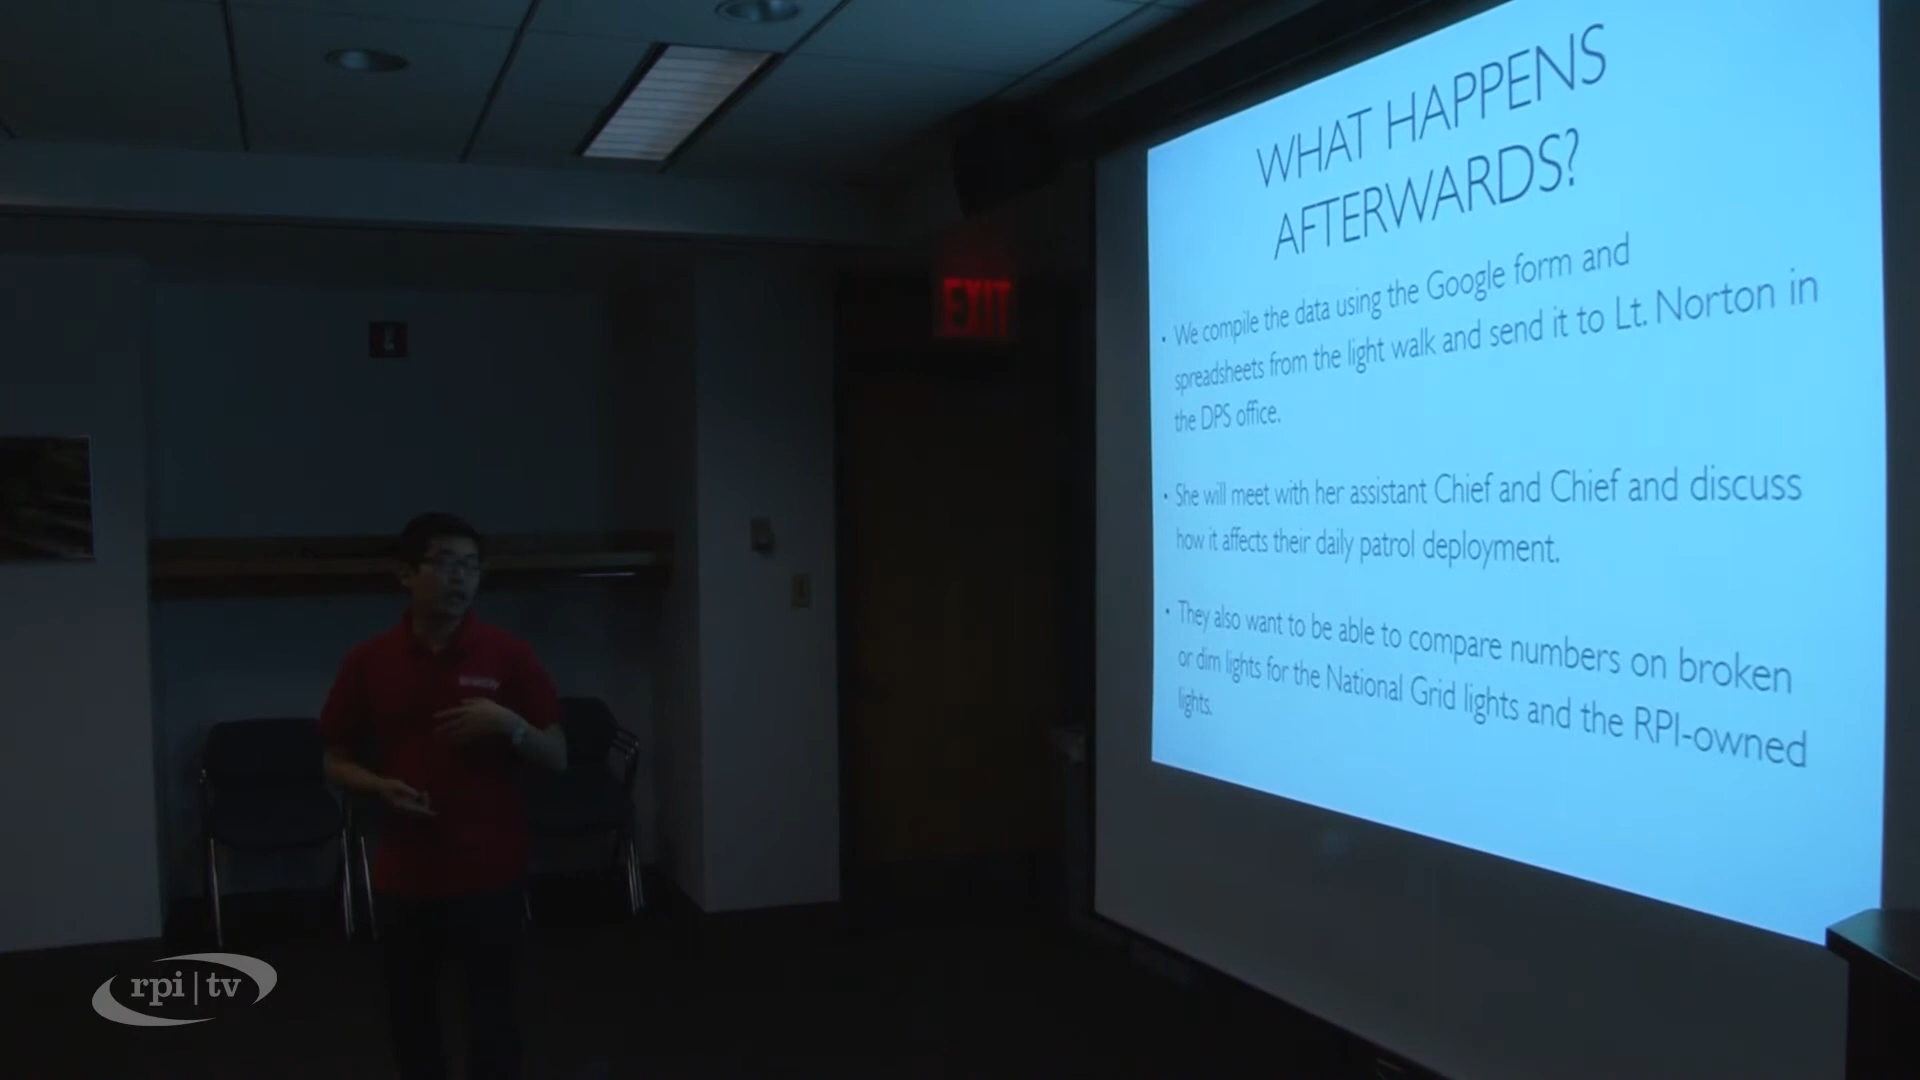 WHAT HAPPENS
AFTERWARDS?
• We compile the data using the Google form and
spreadsheets from the light walk and send it to Lt. Norton in
the DPS office.
• She will meet with her assistant Chief and Chief and discuss
how it affects their daily patrol deployment.
• They also want to be able to compare numbers on broken
or dim lights for the National Grid lights and the RPI-owned
lights.
EXIT
rpi|tv